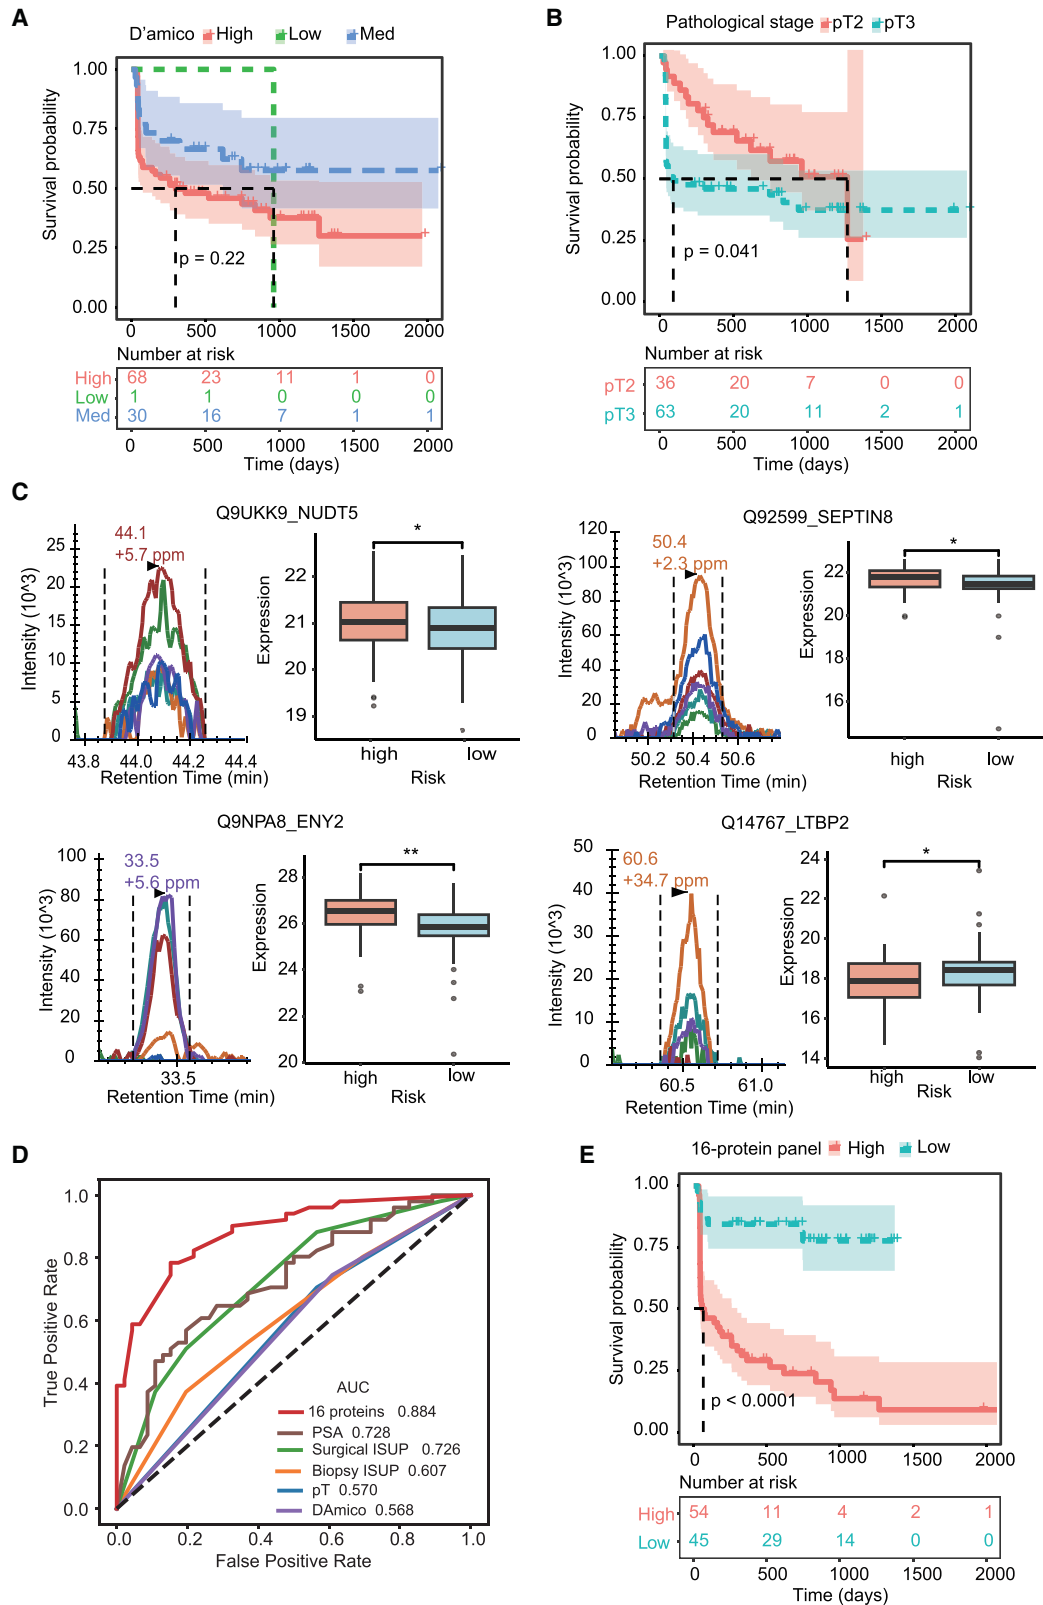 A
D'amico High Low Med
Survival probability
1.00
0.75
0.50
0.25
0.00
p = 0.22
0 500 1000 1500 2000
Number at risk
High 68 23 11 1 0
Low 1 1 0 0 0
Med 30 16 7 1 1
0 500 1000 1500 2000
Time (days)
B
Pathological stage pT2 pT3
Survival probability
1.00
0.75
0.50
0.25
0.00
p = 0.041
0 500 1000 1500 2000
Number at risk
pT2 36 20 7 0 0
pT3 63 20 11 2 1
0 500 1000 1500 2000
Time (days)
C
Q9UKK9_NUDT5
Intensity (10^3)
25
20
15
10
5
0
44.1
+5.7 ppm
43.8 44.0 44.2 44.4
Retention Time (min)
Expression
22
21
20
19
*
high low
Risk
Q92599_SEPTIN8
Intensity (10^3)
120
100
80
60
40
20
0
50.4
+2.3 ppm
50.2 50.4 50.6
Retention Time (min)
Expression
22
20
18
16
*
high low
Risk
Q9NPA8_ENY2
Intensity (10^3)
100
80
60
40
20
0
33.5
+5.6 ppm
33.5
Retention Time (min)
Expression
28
26
24
22
20
**
high low
Risk
Q14767_LTBP2
Intensity (10^3)
50
40
30
20
10
0
60.6
+34.7 ppm
60.5 61.0
Retention Time (min)
Expression
24
22
20
18
16
14
*
high low
Risk
D
True Positive Rate
1.0
0.8
0.6
0.4
0.2
0.0
AUC
16 proteins 0.884
PSA 0.728
Surgical ISUP 0.726
Biopsy ISUP 0.607
pT 0.570
DAmico 0.568
0.0 0.2 0.4 0.6 0.8 1.0
False Positive Rate
E
16-protein panel High Low
Survival probability
1.00
0.75
0.50
0.25
0.00
p < 0.0001
0 500 1000 1500 2000
Number at risk
High 54 11 4 2 1
Low 45 29 14 0 0
0 500 1000 1500 2000
Time (days)